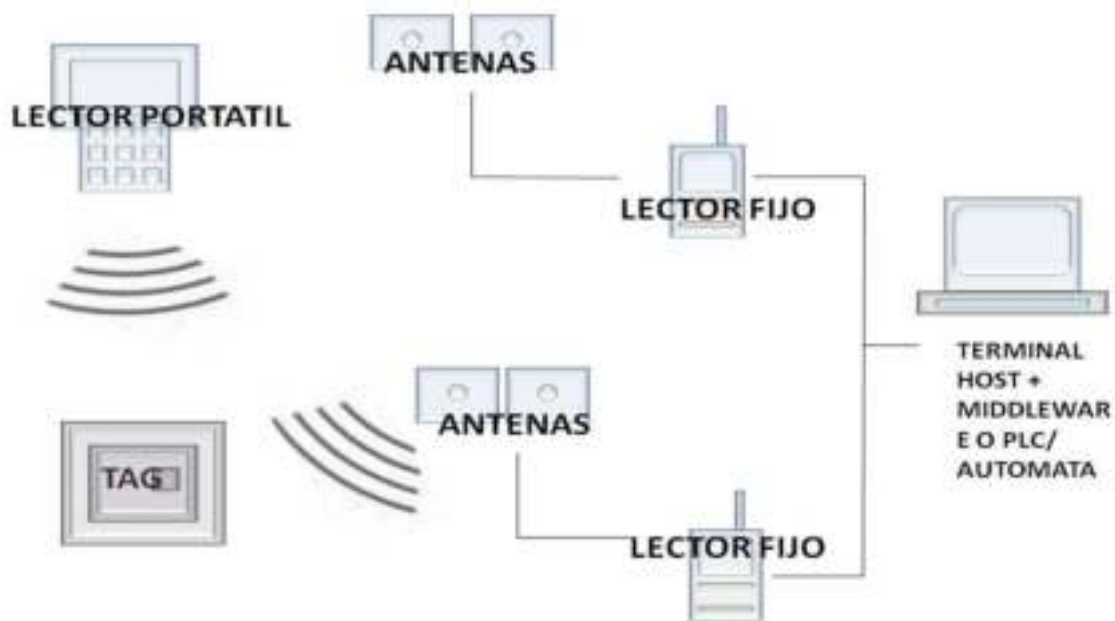 ANTENAS
LECTOR PORTATIL
LECTOR FIJO
TERMINAL
HOST +
MIDDLEWAR
E O PLC/
AUTOMATA
ANTENAS
TAG
LECTOR FIJO